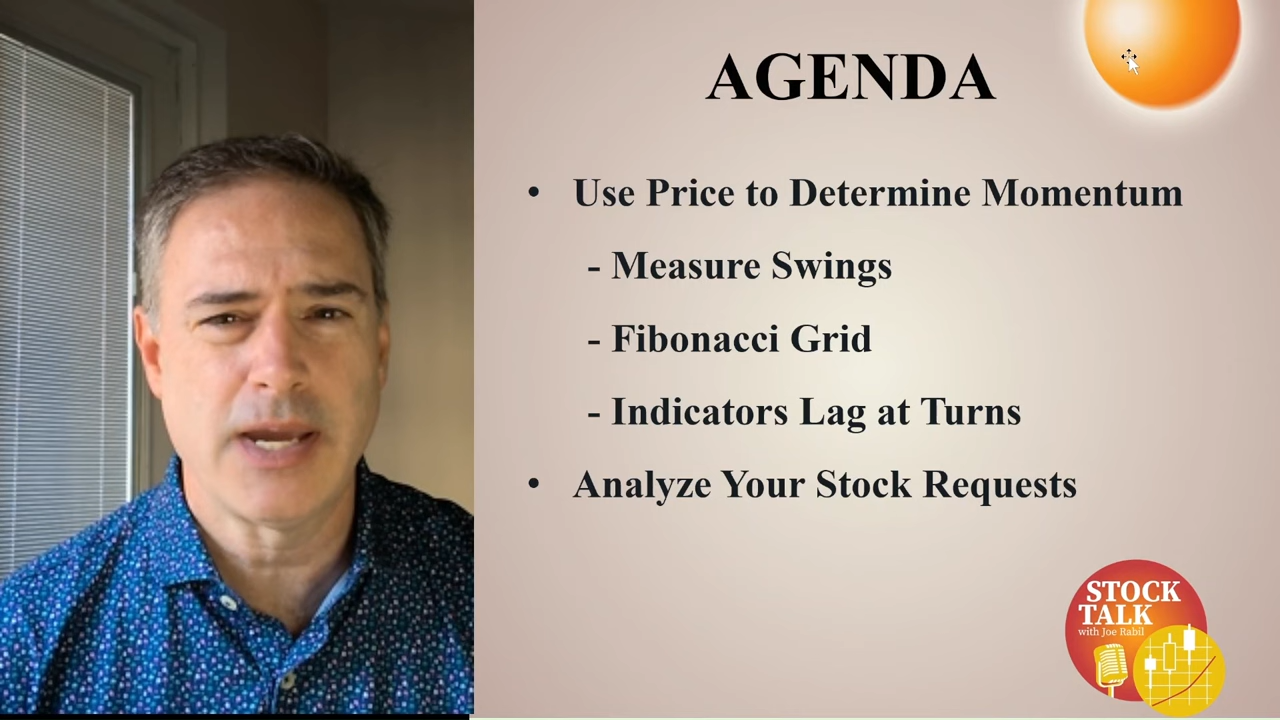 AGENDA
• Use Price to Determine Momentum
- Measure Swings
- Fibonacci Grid
- Indicators Lag at Turns
• Analyze Your Stock Requests
STOCK
TALK
with Joe Rabil